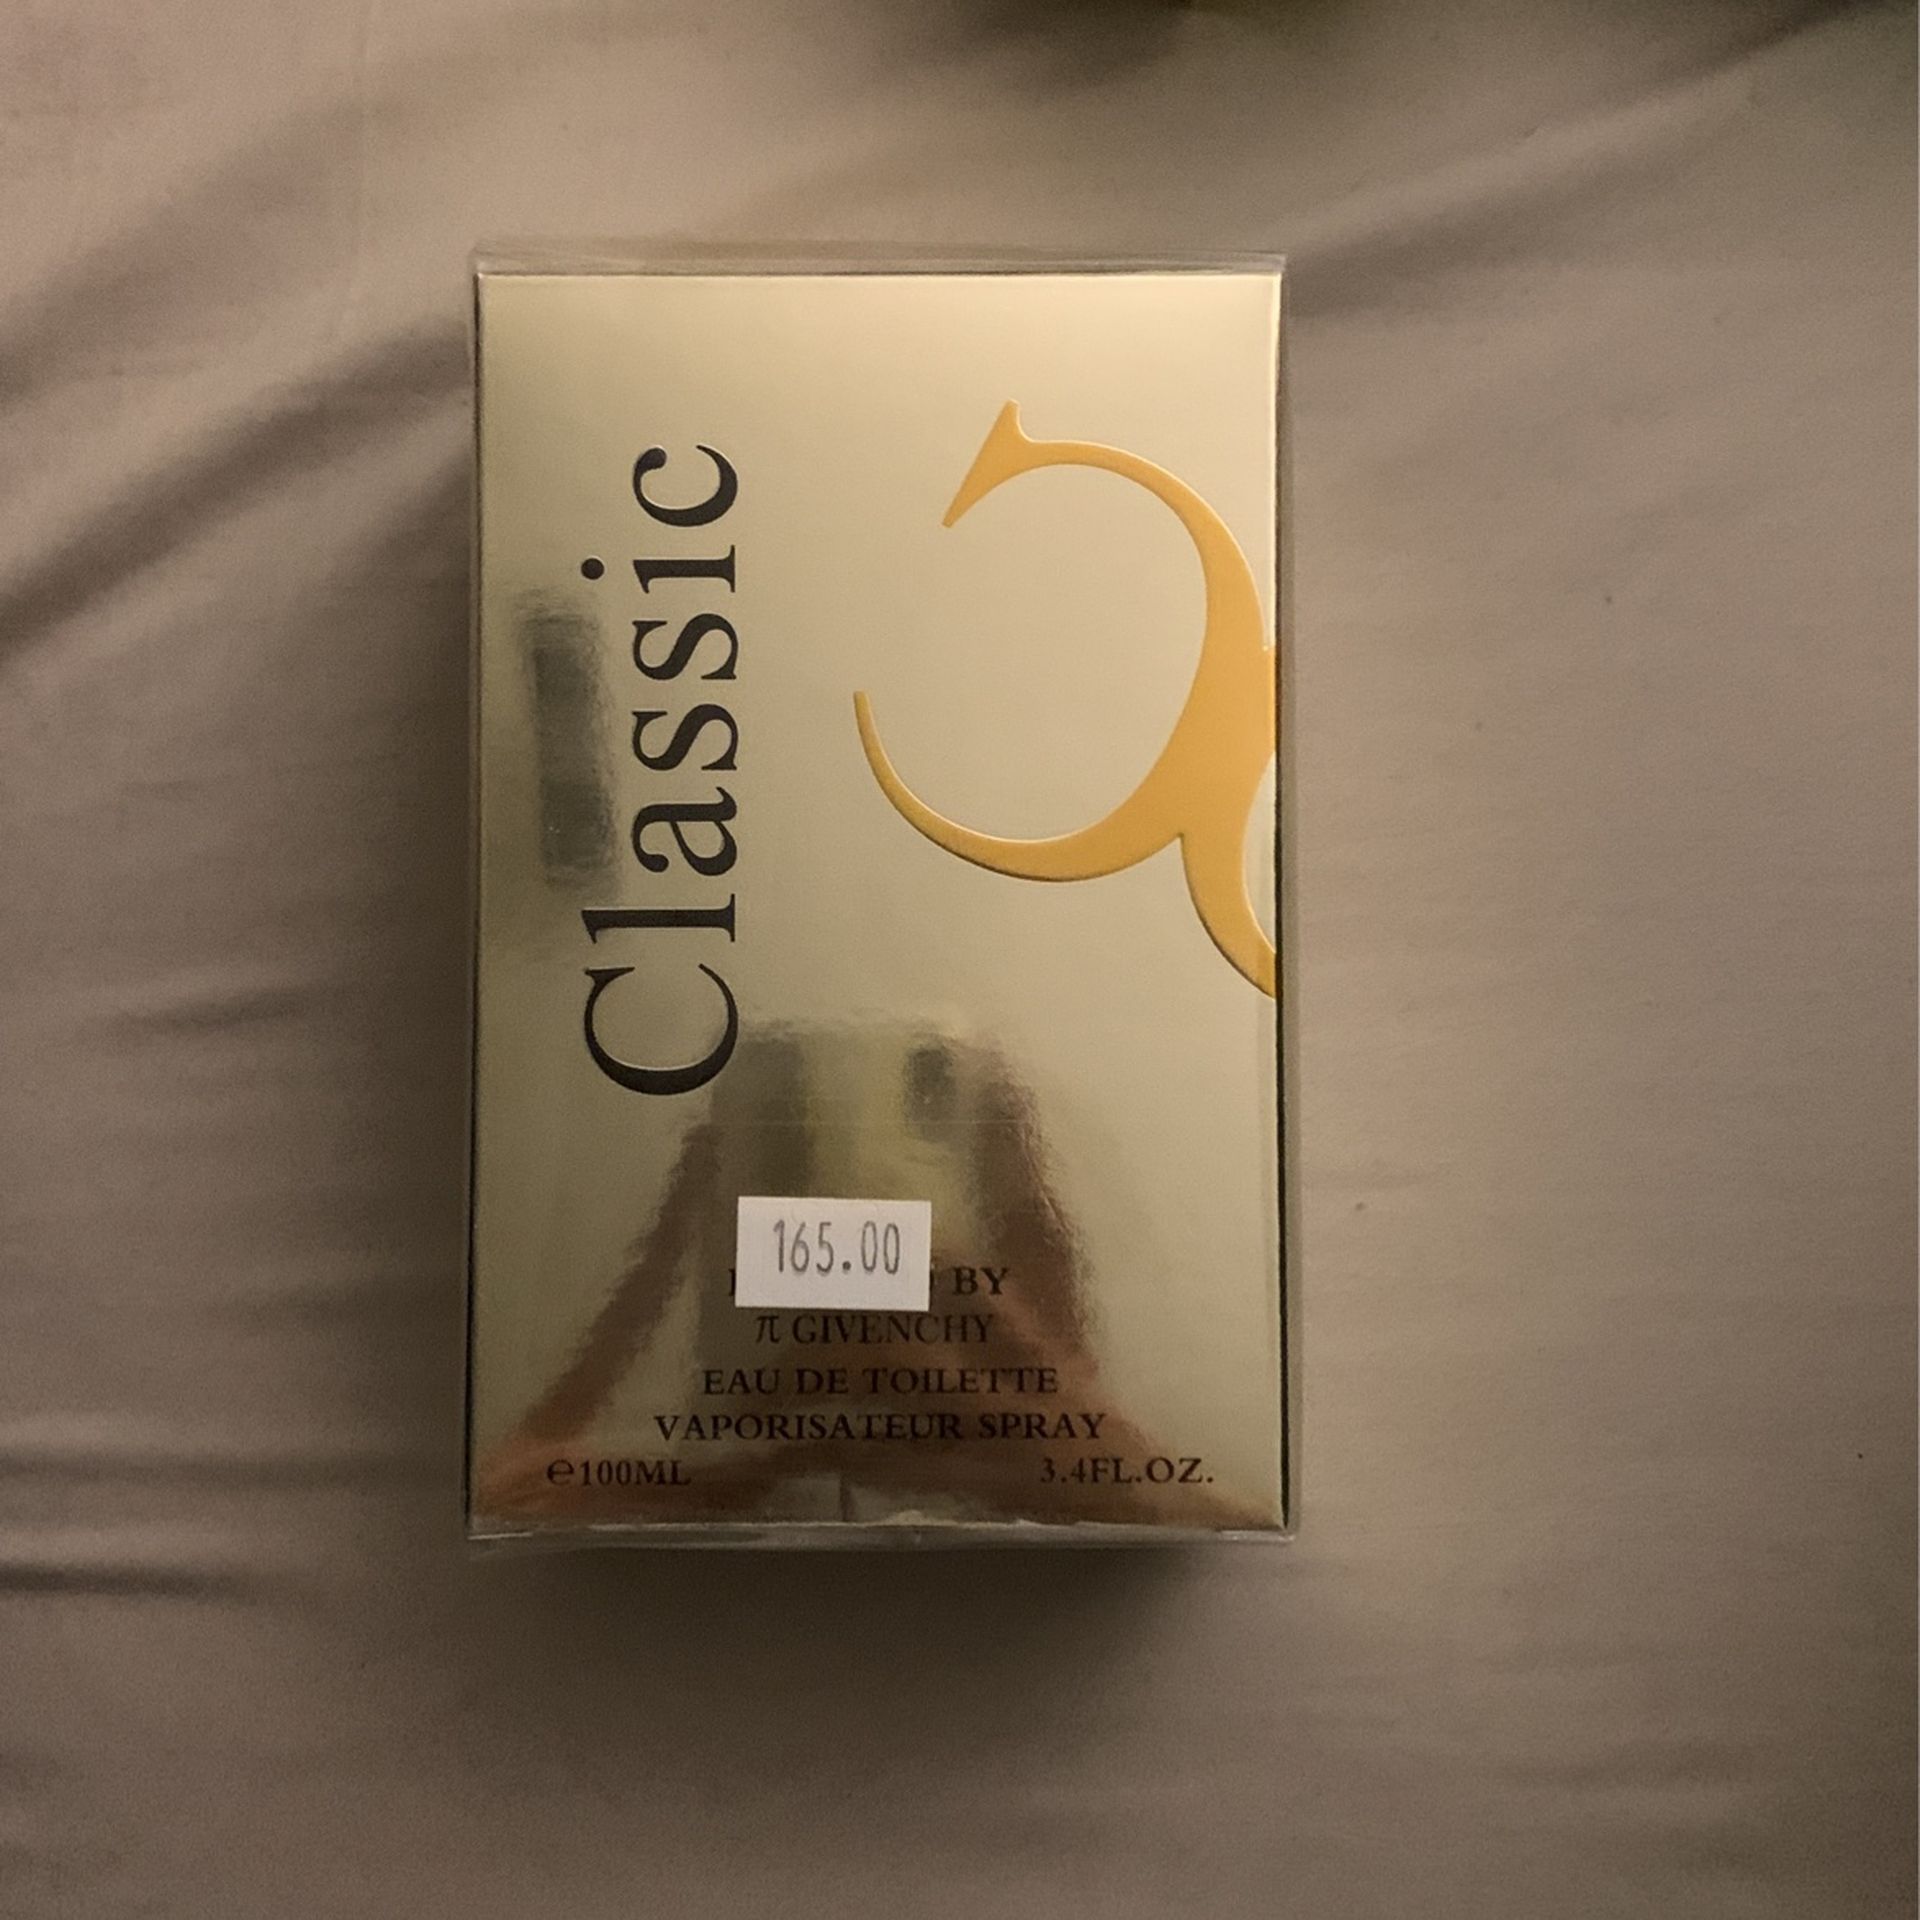 Classic
165.00
BY
π GIVENCHY
EAU DE TOILETTE
VAPORISATEUR SPRAY
℮100ML 3.4FL.OZ.